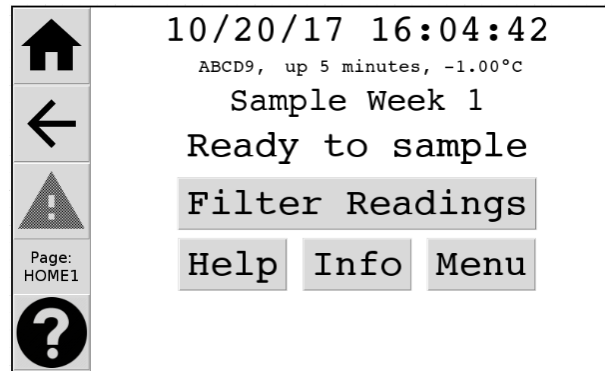 10/20/17 16:04:42
ABCD9, up 5 minutes, -1.00°C
Sample Week 1
Ready to sample
Filter Readings
Page:
HOME1
Help Info Menu